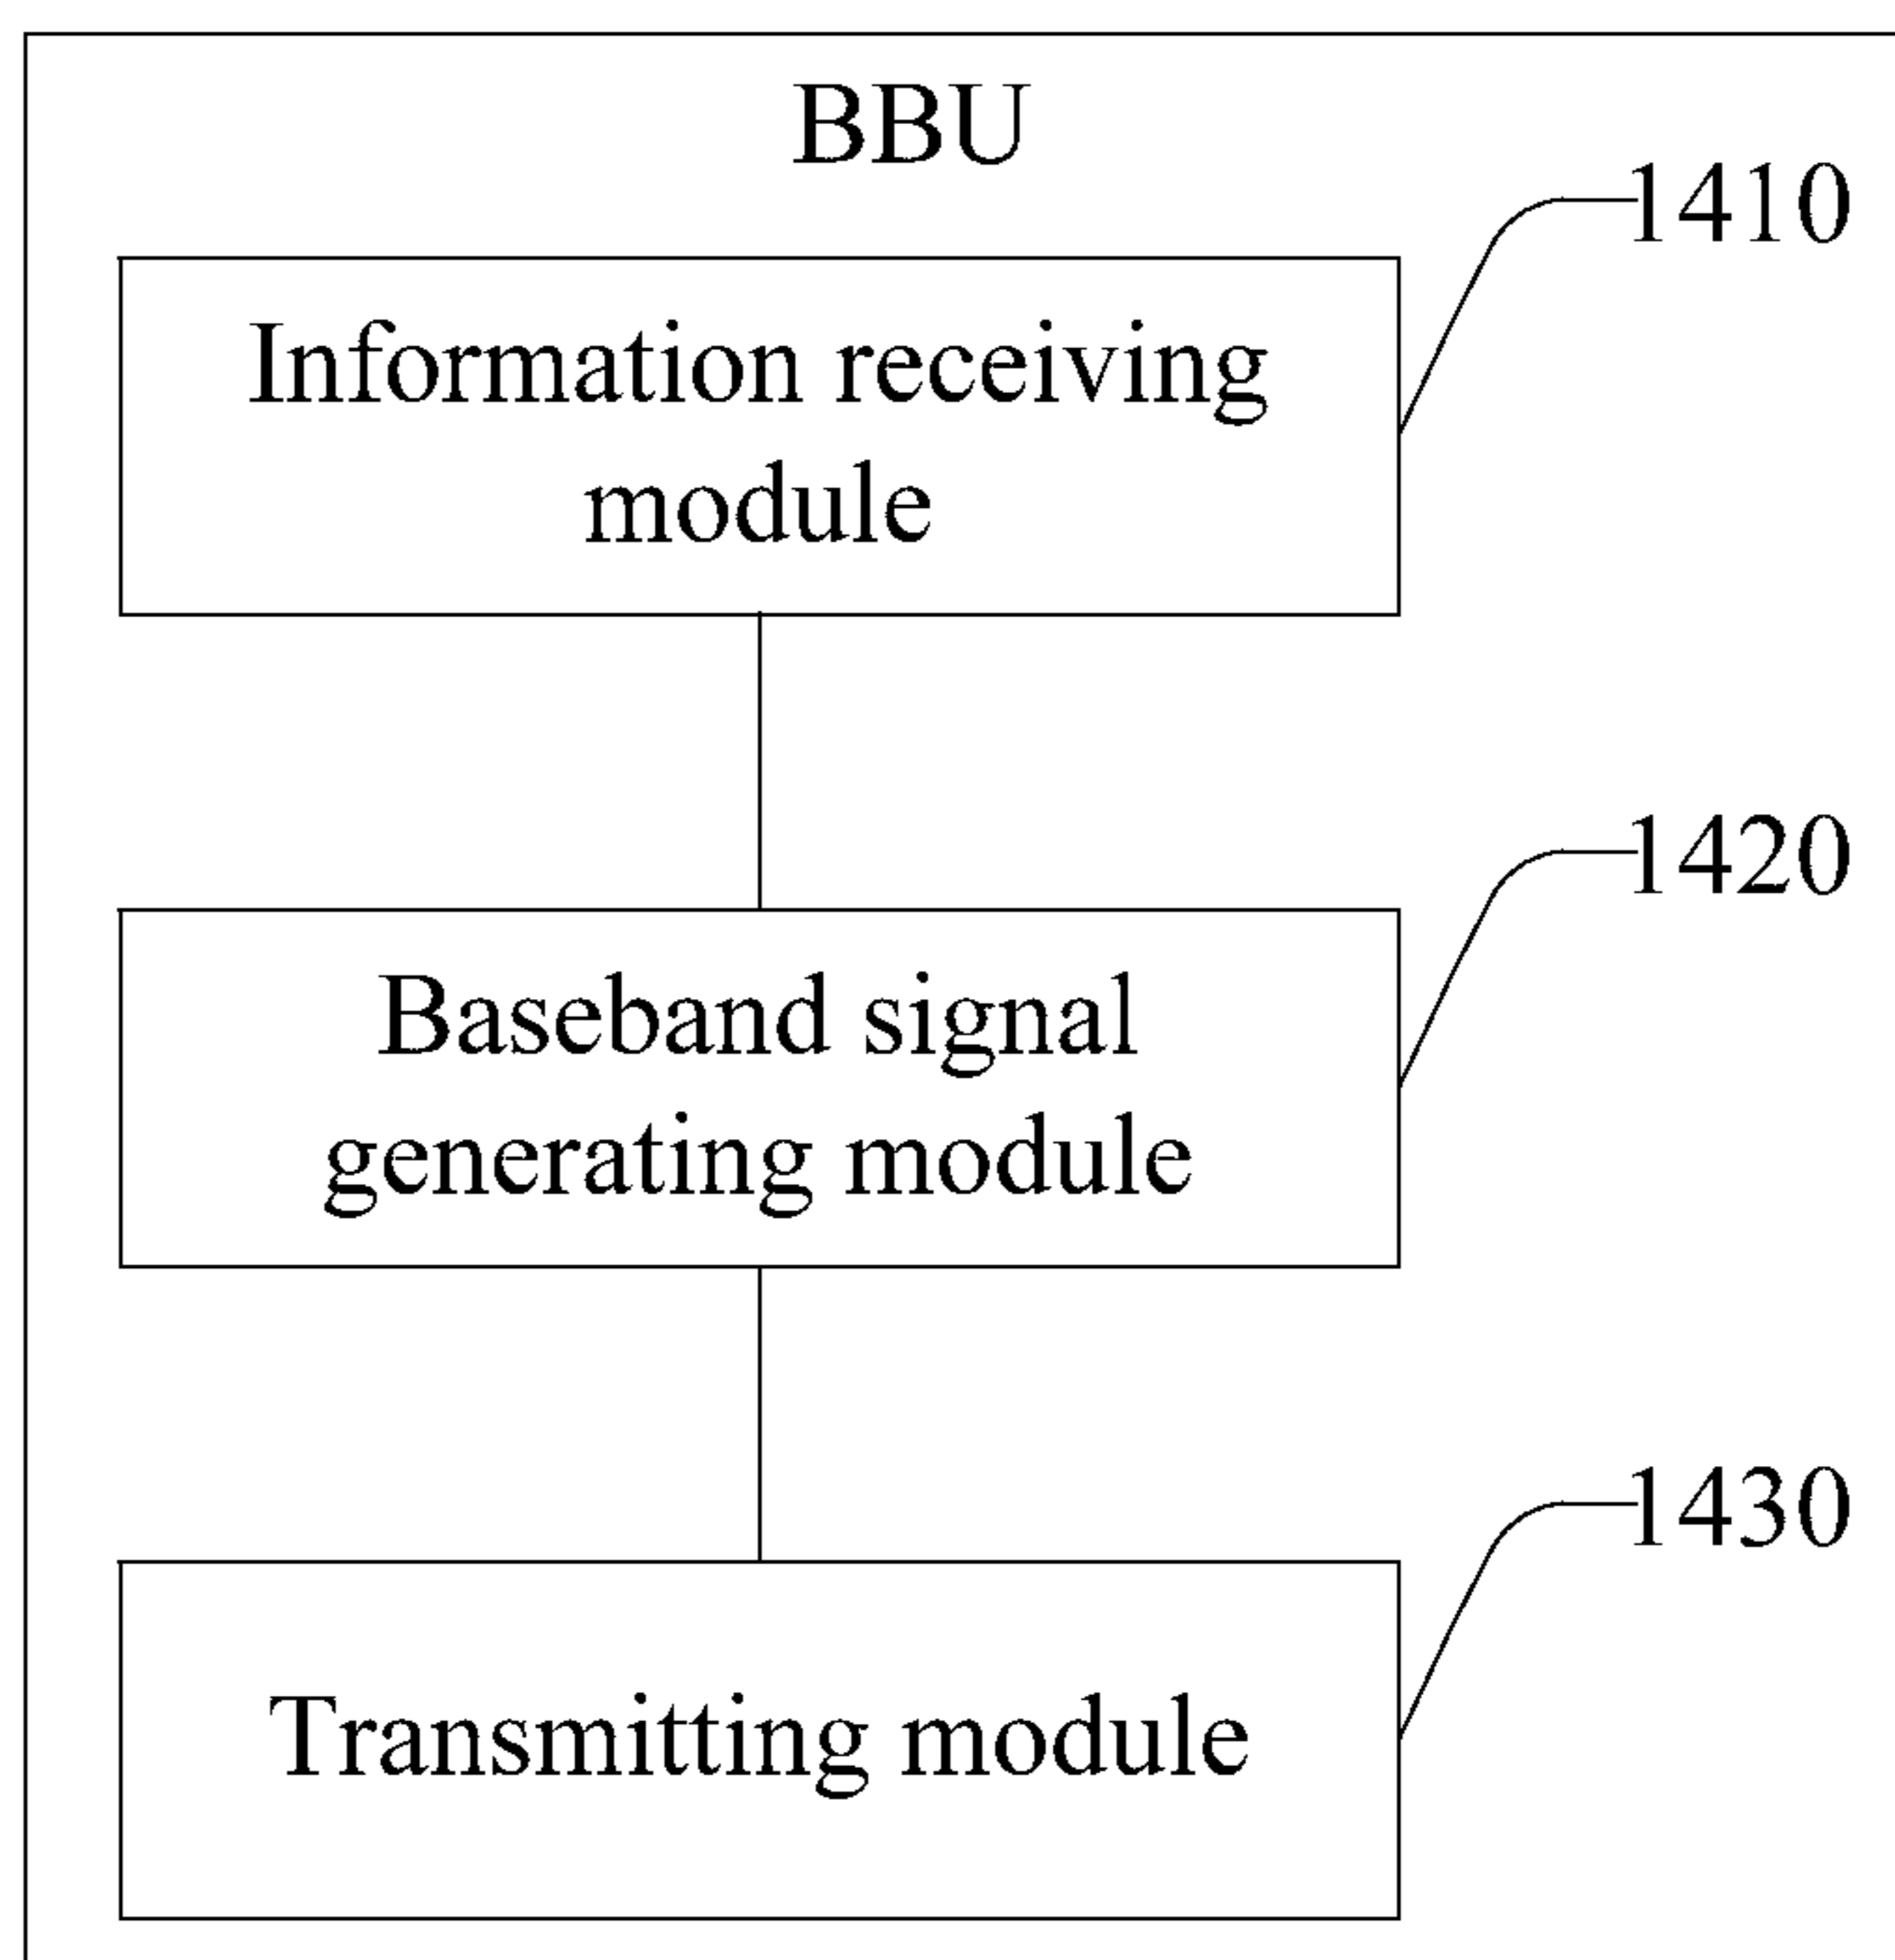 BBU
1410
Information receiving
module
1420
Baseband signal
generating module
1430
Transmitting module